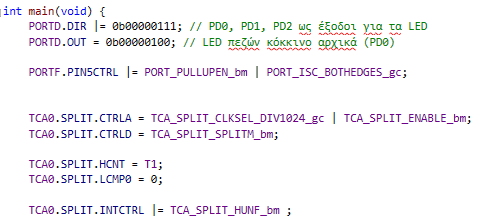 int main(void) {
PORTD.DIR |= 0b00000111; // PD0, PD1, PD2 ως έξοδοι για τα LED
PORTD.OUT = 0b00000100; // LED πεζών κόκκινο αρχικά (PD0)
PORTF.PIN5CTRL |= PORT_PULLUPEN_bm | PORT_ISC_BOTHEDGES_gc;
TCA0.SPLIT.CTRLA = TCA_SPLIT_CLKSEL_DIV1024_gc | TCA_SPLIT_ENABLE_bm;
TCA0.SPLIT.CTRLD = TCA_SPLIT_SPLITM_bm;
TCA0.SPLIT.HCNT = T1;
TCA0.SPLIT.LCMP0 = 0;
TCA0.SPLIT.INTCTRL |= TCA_SPLIT_HUNF_bm ;